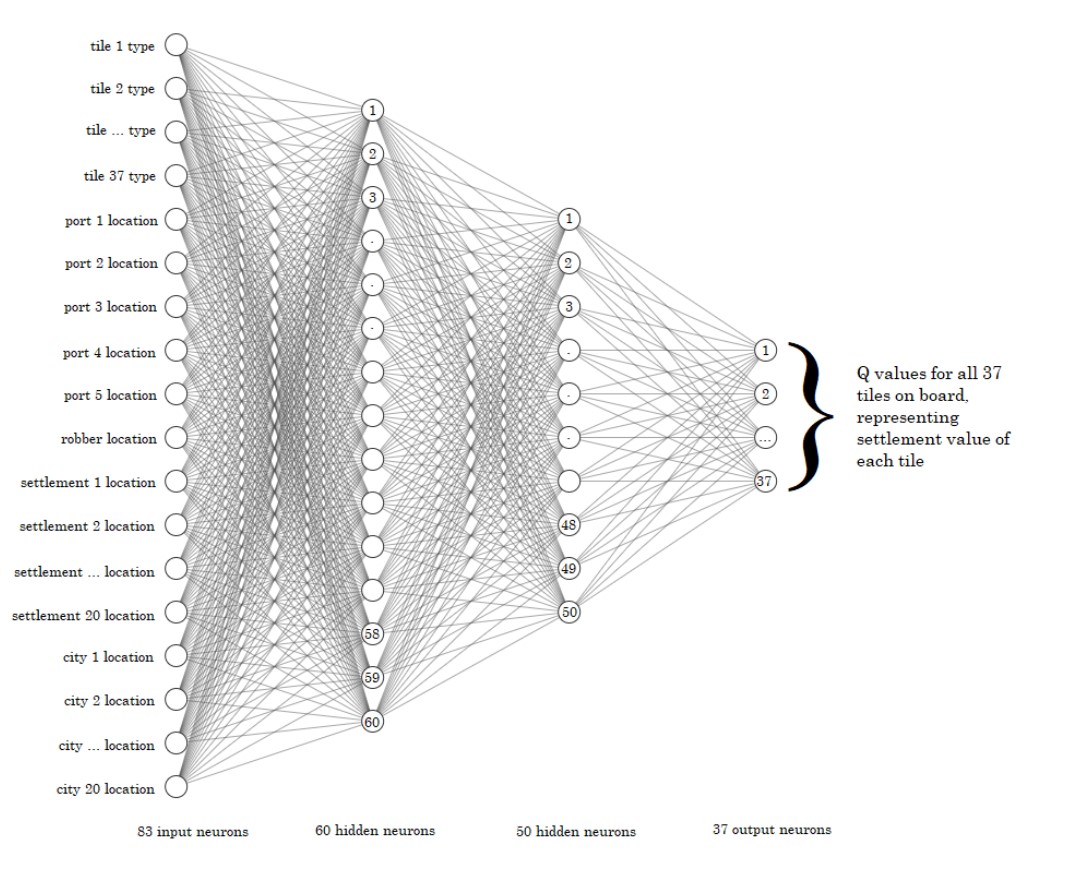 tile 1 type
tile 2 type
tile ... type
tile 37 type
port 1 location
port 2 location
port 3 location
port 4 location
port 5 location
robber location
settlement 1 location
settlement 2 location
settlement ... location
settlement 20 location
city 1 location
city 2 location
city ... location
city 20 location
1
2
3
.
.
.
58
59
60
1
2
3
.
.
.
48
49
50
1
2
...
37
}
Q values for all 37
tiles on board,
representing
settlement value of
each tile
83 input neurons
60 hidden neurons
50 hidden neurons
37 output neurons